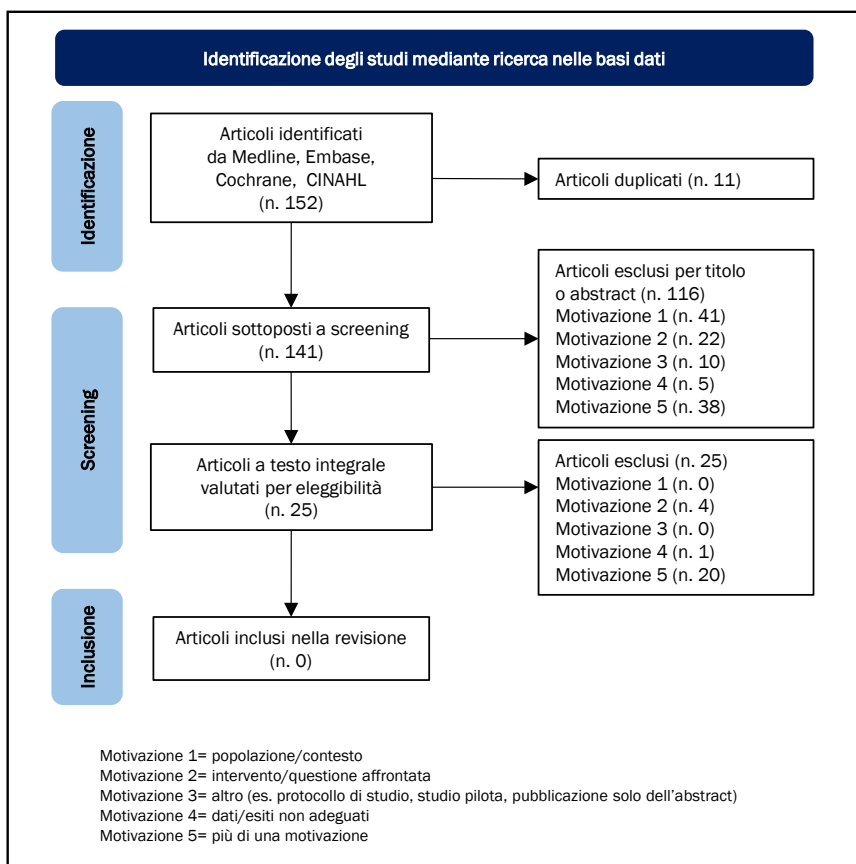 Identificazione degli studi mediante ricerca nelle basi dati
Identificazione
Articoli identificati
da Medline, Embase,
Cochrane, CINAHL
(n. 152)
Articoli duplicati (n. 11)
Screening
Articoli sottoposti a screening
(n. 141)
Articoli esclusi per titolo
o abstract (n. 116)
Motivazione 1 (n. 41)
Motivazione 2 (n. 22)
Motivazione 3 (n. 10)
Motivazione 4 (n. 5)
Motivazione 5 (n. 38)
Articoli a testo integrale
valutati per eleggibilità
(n. 25)
Articoli esclusi (n. 25)
Motivazione 1 (n. 0)
Motivazione 2 (n. 4)
Motivazione 3 (n. 0)
Motivazione 4 (n. 1)
Motivazione 5 (n. 20)
Inclusione
Articoli inclusi nella revisione
(n. 0)
Motivazione 1= popolazione/contesto
Motivazione 2= intervento/questione affrontata
Motivazione 3= altro (es. protocollo di studio, studio pilota, pubblicazione solo dell'abstract)
Motivazione 4= dati/esiti non adeguati
Motivazione 5= più di una motivazione